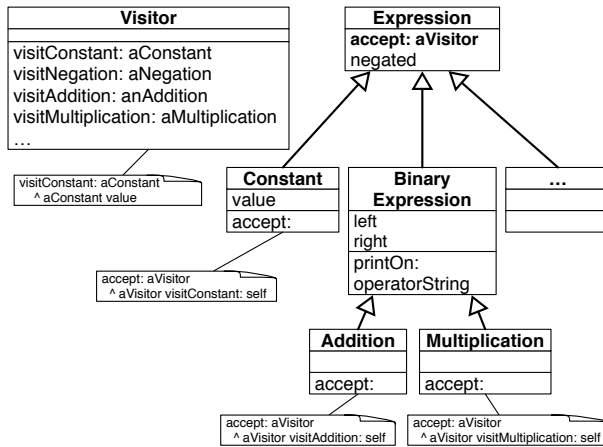 Visitor
visitConstant: aConstant
visitNegation: aNegation
visitAddition: anAddition
visitMultiplication: aMultiplication
...
visitConstant: aConstant
^ aConstant value
Expression
accept: aVisitor
negated
Constant
value
accept:
accept: aVisitor
^ aVisitor visitConstant: self
Binary
Expression
left
right
printOn:
operatorString
...
Addition
accept:
accept: aVisitor
^ aVisitor visitAddition: self
Multiplication
accept:
accept: aVisitor
^ aVisitor visitMultiplication: self